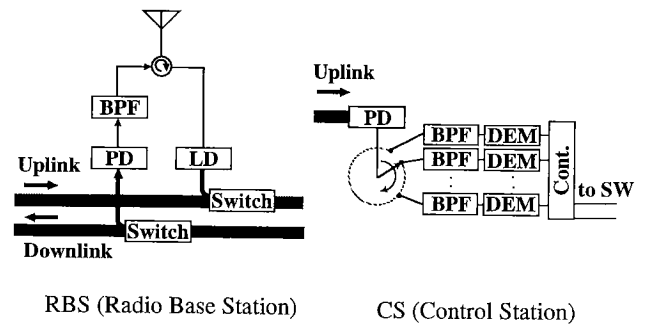 BPF
Uplink
PD
LD
Switch
Switch
Downlink
RBS (Radio Base Station)
Uplink
PD
BPF DEM
BPF DEM
BPF DEM
Cont.
to SW
CS (Control Station)